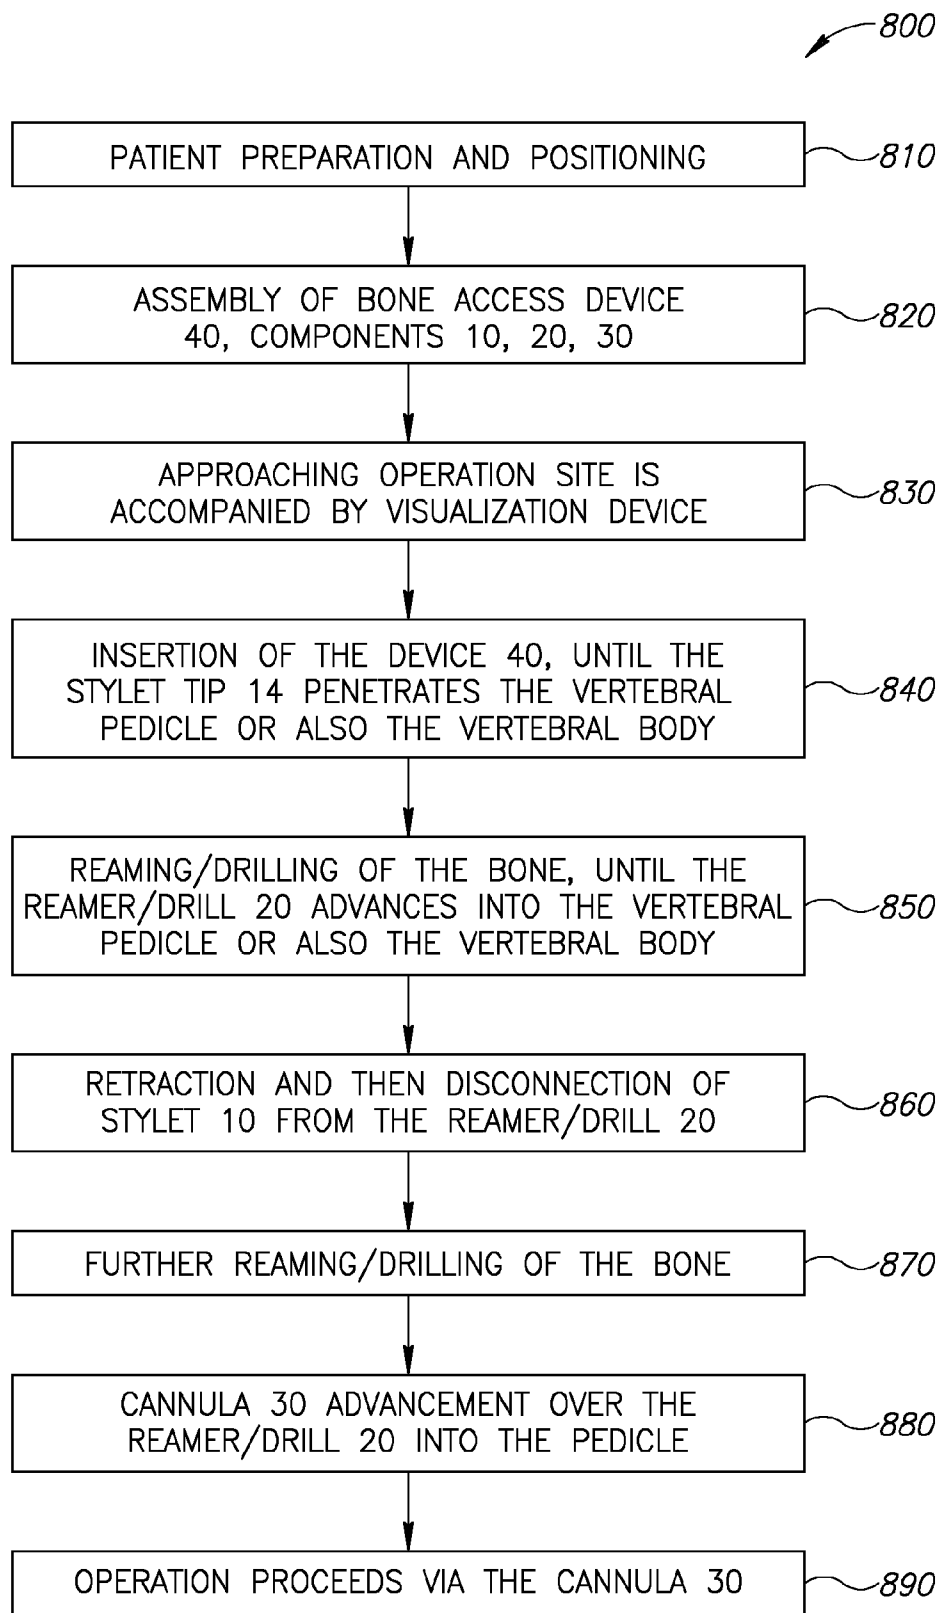 800
PATIENT PREPARATION AND POSITIONING
810
ASSEMBLY OF BONE ACCESS DEVICE
40, COMPONENTS 10, 20, 30
820
APPROACHING OPERATION SITE IS
ACCOMPANIED BY VISUALIZATION DEVICE
830
INSERTION OF THE DEVICE 40, UNTIL THE
STYLET TIP 14 PENETRATES THE VERTEBRAL
PEDICLE OR ALSO THE VERTEBRAL BODY
840
REAMING/DRILLING OF THE BONE, UNTIL THE
REAMER/DRILL 20 ADVANCES INTO THE VERTEBRAL
PEDICLE OR ALSO THE VERTEBRAL BODY
850
RETRACTION AND THEN DISCONNECTION OF
STYLET 10 FROM THE REAMER/DRILL 20
860
FURTHER REAMING/DRILLING OF THE BONE
870
CANNULA 30 ADVANCEMENT OVER THE
REAMER/DRILL 20 INTO THE PEDICLE
880
OPERATION PROCEEDS VIA THE CANNULA 30
890